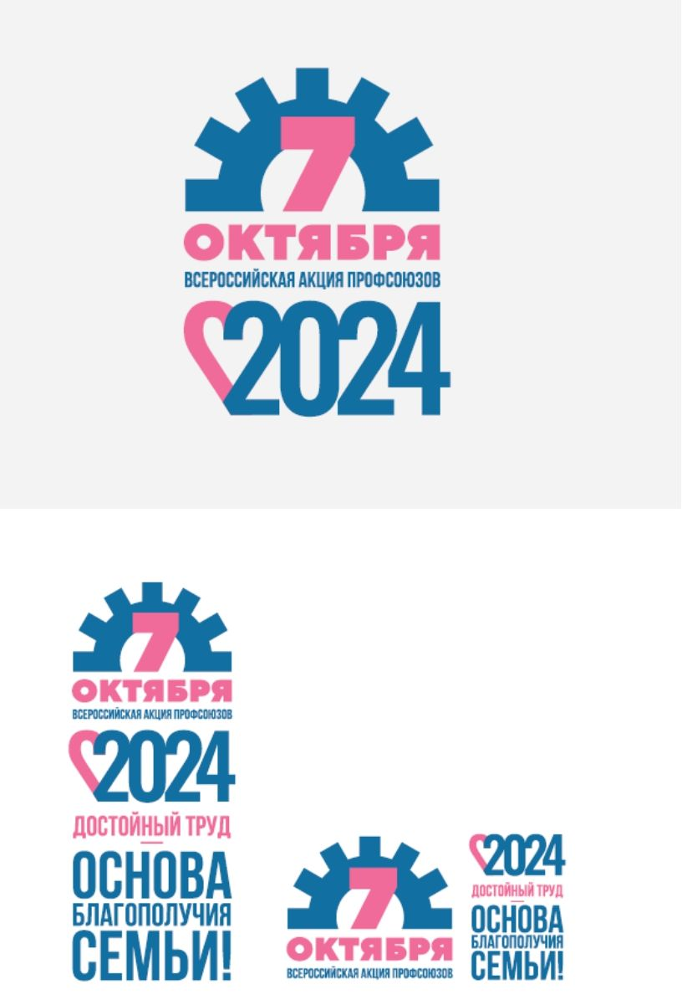 7
ОКТЯБРЯ
ВСЕРОССИЙСКАЯ АКЦИЯ ПРОФСОЮЗОВ
2024
7
ОКТЯБРЯ
ВСЕРОССИЙСКАЯ АКЦИЯ ПРОФСОЮЗОВ
2024
ДОСТОЙНЫЙ ТРУД
—
ОСНОВА
БЛАГОПОЛУЧИЯ
СЕМЬИ!
7
ОКТЯБРЯ
ВСЕРОССИЙСКАЯ АКЦИЯ ПРОФСОЮЗОВ
2024
ДОСТОЙНЫЙ ТРУД
—
ОСНОВА
БЛАГОПОЛУЧИЯ
СЕМЬИ!